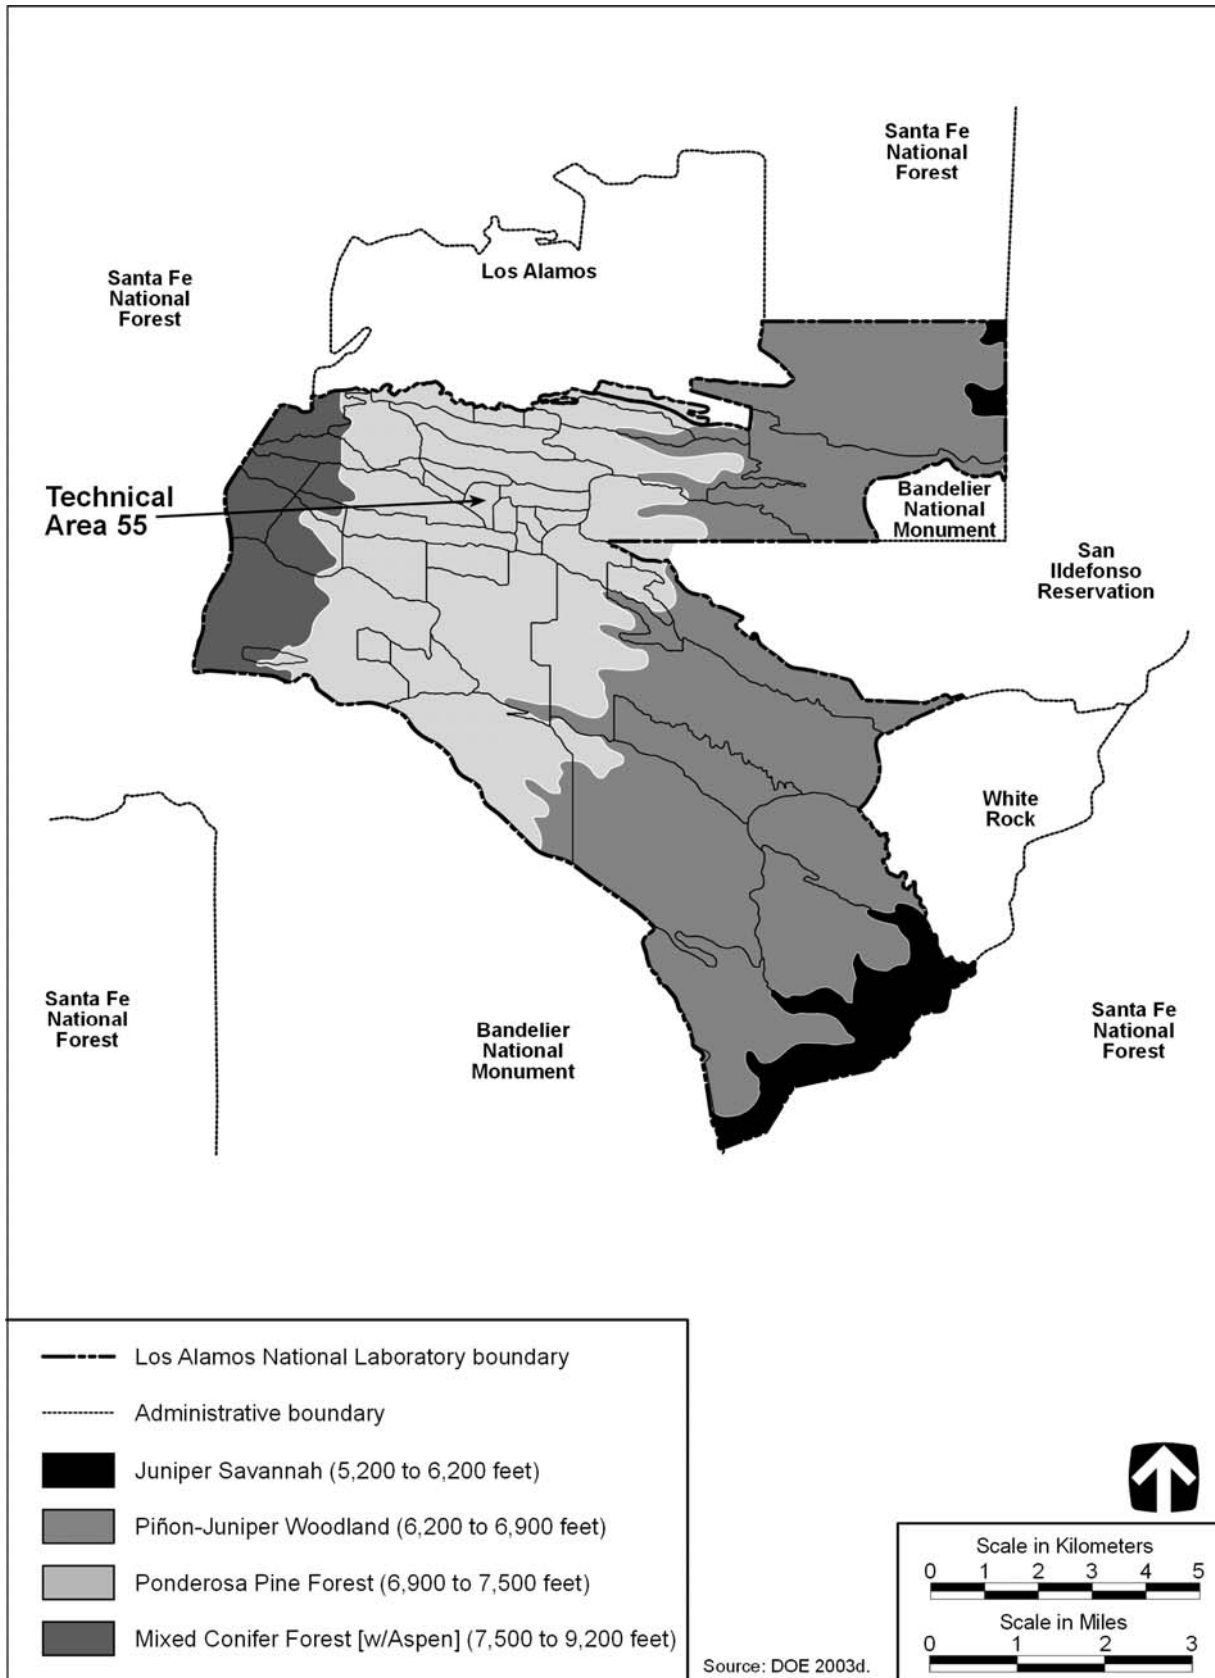 Santa Fe
National
Forest
Santa Fe
National
Forest
Los Alamos
Technical
Area 55
Bandelier
National
Monument
San
Ildefonso
Reservation
White
Rock
Santa Fe
National
Forest
Bandelier
National
Monument
Santa Fe
National
Forest
Los Alamos National Laboratory boundary
Administrative boundary
Juniper Savannah (5,200 to 6,200 feet)
Piñon-Juniper Woodland (6,200 to 6,900 feet)
Ponderosa Pine Forest (6,900 to 7,500 feet)
Mixed Conifer Forest [w/Aspen] (7,500 to 9,200 feet)
Source: DOE 2003d.
Scale in Kilometers
0 1 2 3 4 5
Scale in Miles
0 1 2 3